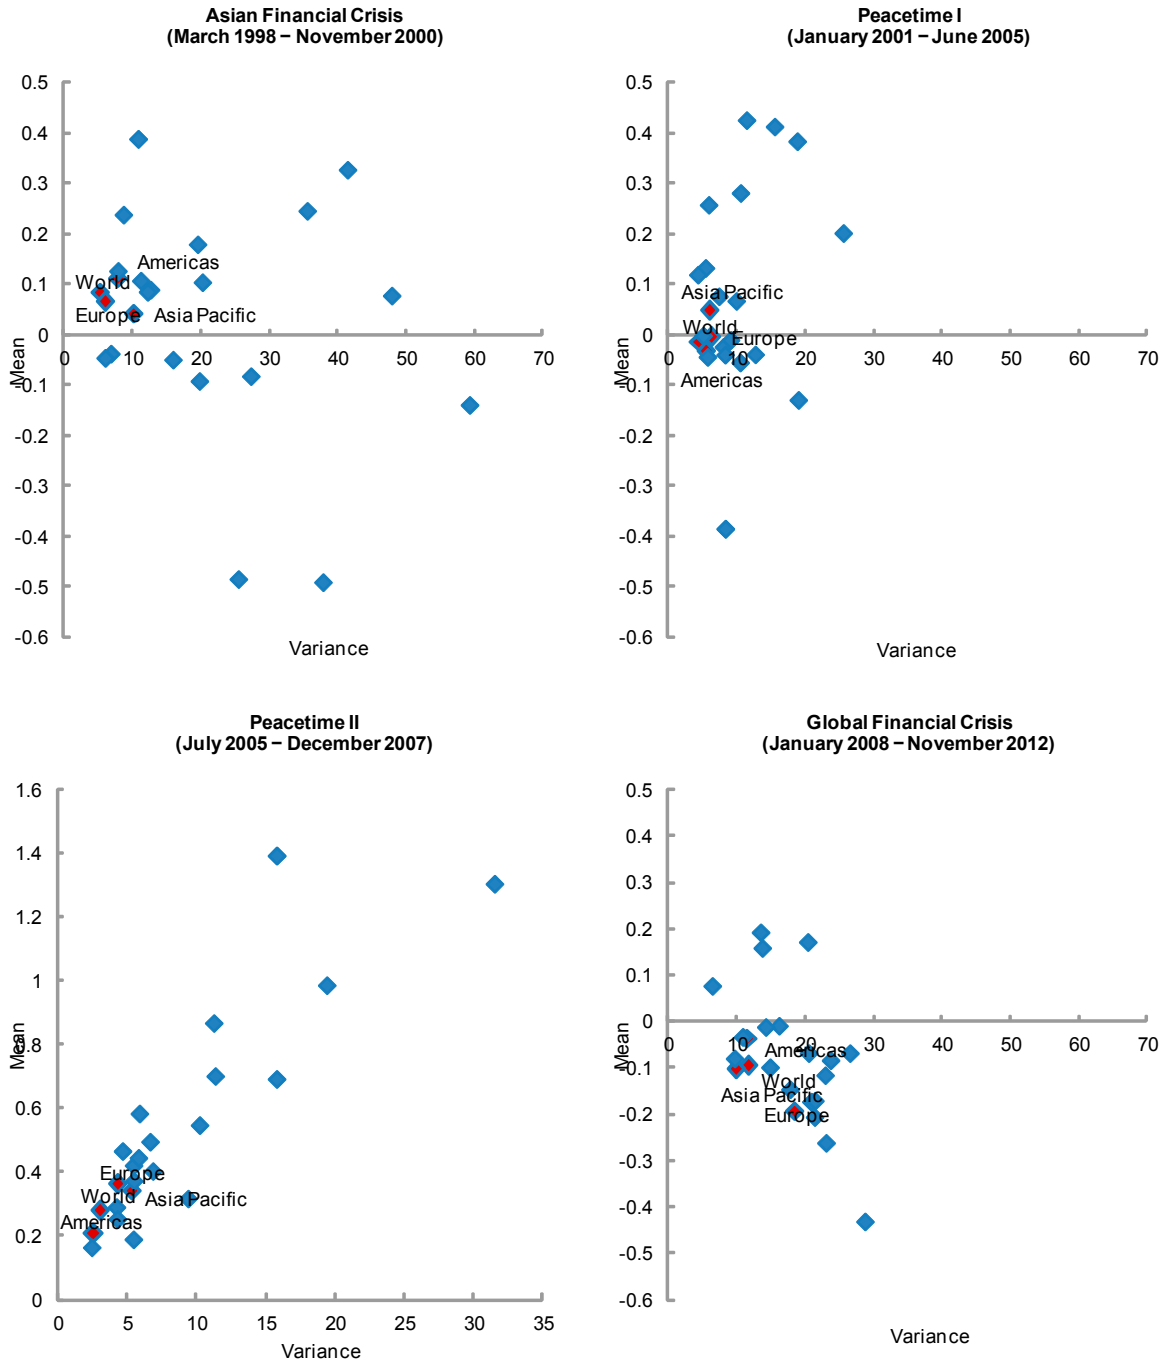 Asian Financial Crisis
(March 1998 – November 2000)
0.5
0.4
0.3
0.2
0.1
0
-0.1
-0.2
-0.3
-0.4
-0.5
-0.6
Mean
Americas
World
Europe
Asia Pacific
0 10 20 30 40 50 60 70
Variance
Peacetime I
(January 2001 – June 2005)
0.5
0.4
0.3
0.2
0.1
0
-0.1
-0.2
-0.3
-0.4
-0.5
-0.6
Mean
Asia Pacific
World
Europe
Americas
0 10 20 30 40 50 60 70
Variance
Peacetime II
(July 2005 – December 2007)
1.6
1.4
1.2
1
0.8
0.6
0.4
0.2
0
Mean
Europe
World
Asia Pacific
Americas
0 5 10 15 20 25 30 35
Variance
Global Financial Crisis
(January 2008 – November 2012)
0.5
0.4
0.3
0.2
0.1
0
-0.1
-0.2
-0.3
-0.4
-0.5
-0.6
Mean
0 10 20 30 40 50 60 70
Americas
World
Asia Pacific
Europe
Variance